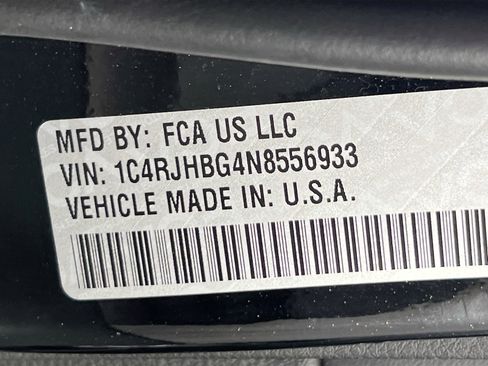 MFD BY: FCA US LLC
VIN: 1C4RJHBG4N8556933
VEHICLE MADE IN: U.S.A.